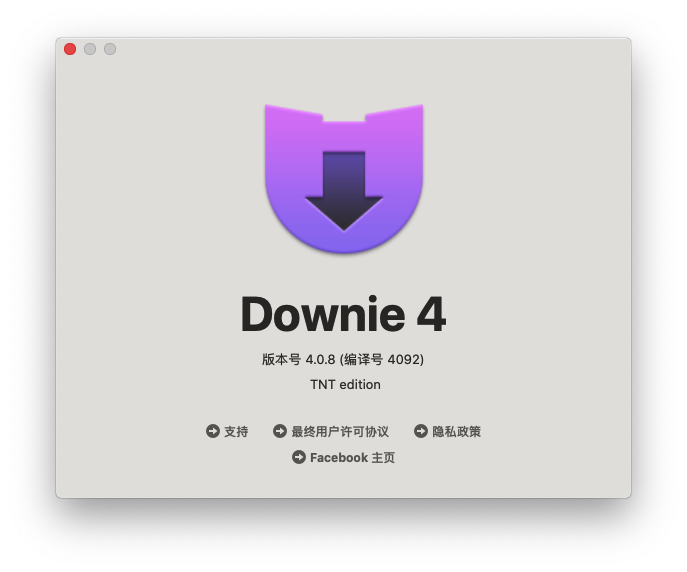 Downie 4
版本号 4.0.8 (编译号 4092)
TNT edition
支持 最终用户许可协议 隐私政策
Facebook 主页